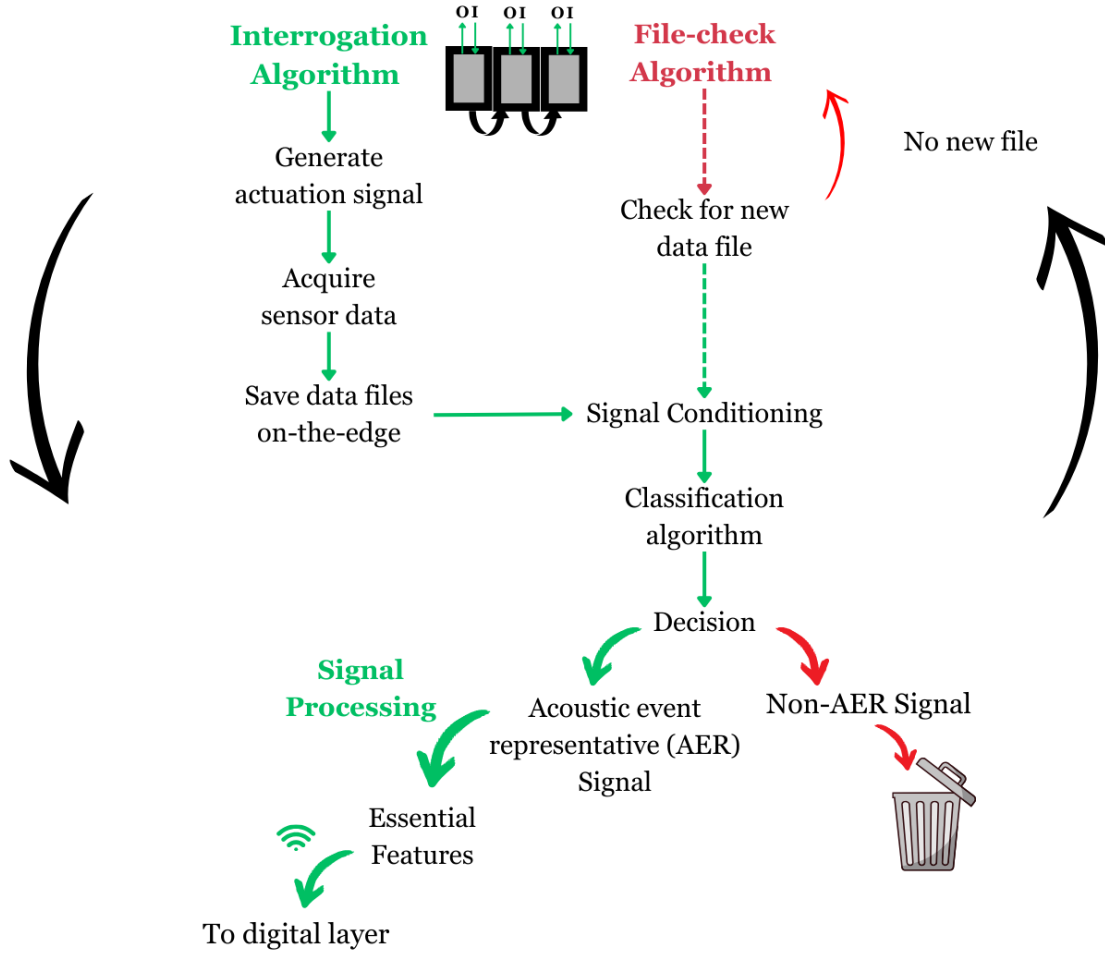 OI
OI
OI
Interrogation
Algorithm
File-check
Algorithm
No new file
Generate
actuation signal
Check for new
data file
Acquire
sensor data
Save data files
on-the-edge
Signal Conditioning
Classification
algorithm
Decision
Signal
Processing
Acoustic event
representative (AER)
Signal
Non-AER Signal
Essential
Features
To digital layer